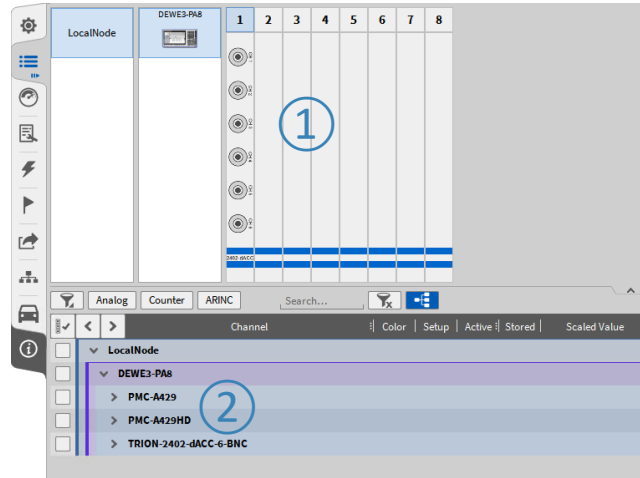 LocalNode
DEWE3-PA8
1 2 3 4 5 6 7 8
1
2402-dACC
Analog Counter ARINC Search...
Channel Color Setup Active Stored Scaled Value
LocalNode
DEWE3-PA8
PMC-A429
PMC-A429HD
2
TRION-2402-dACC-6-BNC